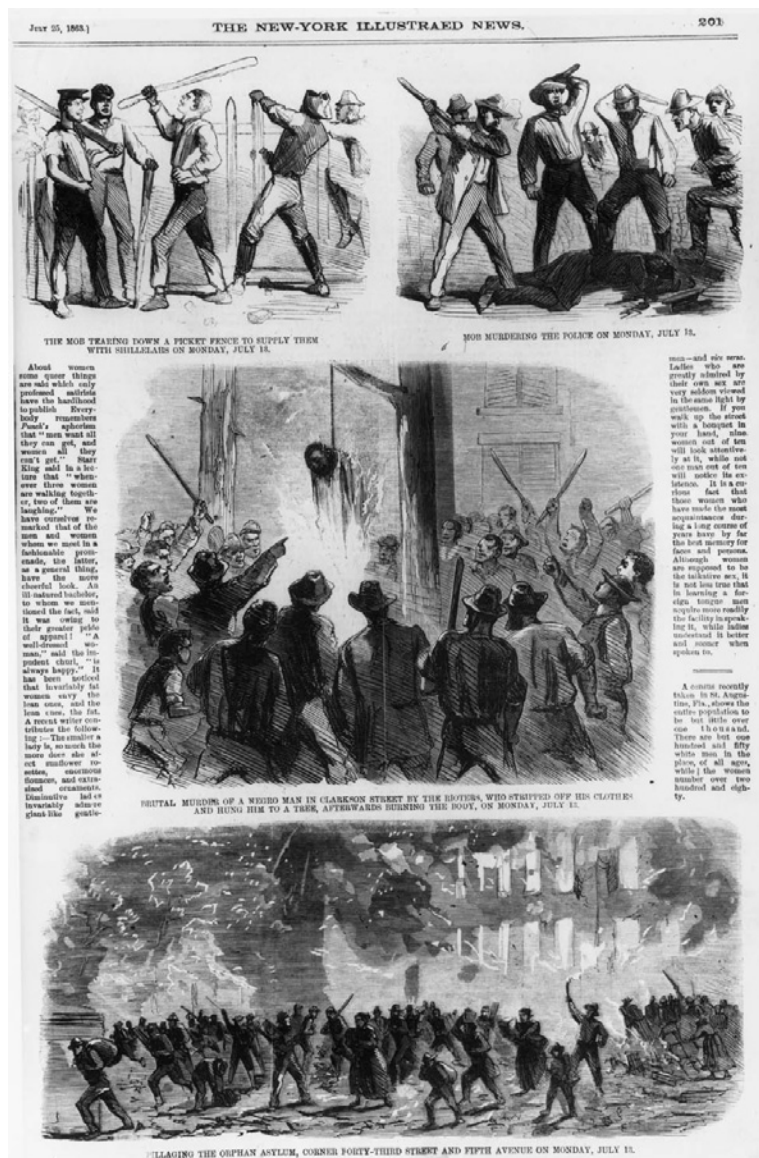 JULY 25, 1863.]
THE NEW-YORK ILLUSTRAED NEWS.
201
THE MOB TEARING DOWN A PICKET FENCE TO SUPPLY THEM
WITH SHILLELAHS ON MONDAY, JULY 13.
MOB MURDERING THE POLICE ON MONDAY, JULY 13.
About women
some queer things
are said which only
professed satirists
have the hardihood
to publish Every-
body remembers
Punch's aphorism
that "men want all
they can get, and
women all they
can't get." Starr
King said in a lec-
ture that "when-
ever three women
are walking togeth-
er, two of them are
laughing." We
have ourselves re-
marked that of the
men and women
whom we meet in a
fashionable prom-
enade, the latter,
as a general thing,
have the more
cheerful look. An
ill-natured bachelor,
to whom we men-
tioned the fact, said
it was owing to
their greater pride
of apparel! "A
well-dressed wo-
man," said the im-
pudent churl, "is
always happy." It
has been noticed
that invariably fat
women envy the
lean ones, and the
lean ones, the fat.
A recent writer con-
tributes the follow-
ing:—The smaller a
lady is, so much the
more does she af-
ect sunflower ro-
settes, enormous
flounces, and extra-
sized ornaments.
Diminutive ladies
invariably admire
giant-like gentle-
men—and vice versa.
Ladies who are
greatly admired by
their own sex are
very seldom viewed
in the same light by
gentlemen. If you
walk up the street
with a bouquet in
your hand, nine
women out of ten
will look attentive-
ly at it, while not
one man out of ten
will notice its ex-
istence. It is a cu-
rious fact that
those women who
have made the most
acquaintances dur-
ing a long course of
years have by far
the best memory for
faces and persons.
Although women
are supposed to be
the talkative sex, it
is not less true that
in learning a for-
eign tongue men
acquire more readily
the facility in speak-
ing it, while ladies
understand it better
and sooner when
spoken to.
A census recently
taken in St. Augus-
tine, Fla., shows the
entire population to
be but little over
one thousand.
There are but one
hundred and fifty
white men in the
place, of all ages,
while the women
number over two
hundred and eigh-
ty.
BRUTAL MURDER OF A NEGRO MAN IN CLARKSON STREET BY THE RIOTERS, WHO STRIPPED OFF HIS CLOTHES
AND HUNG HIM TO A TREE, AFTERWARDS BURNING THE BODY, ON MONDAY, JULY 13.
PILLAGING THE ORPHAN ASYLUM, CORNER FORTY-THIRD STREET AND FIFTH AVENUE ON MONDAY, JULY 13.